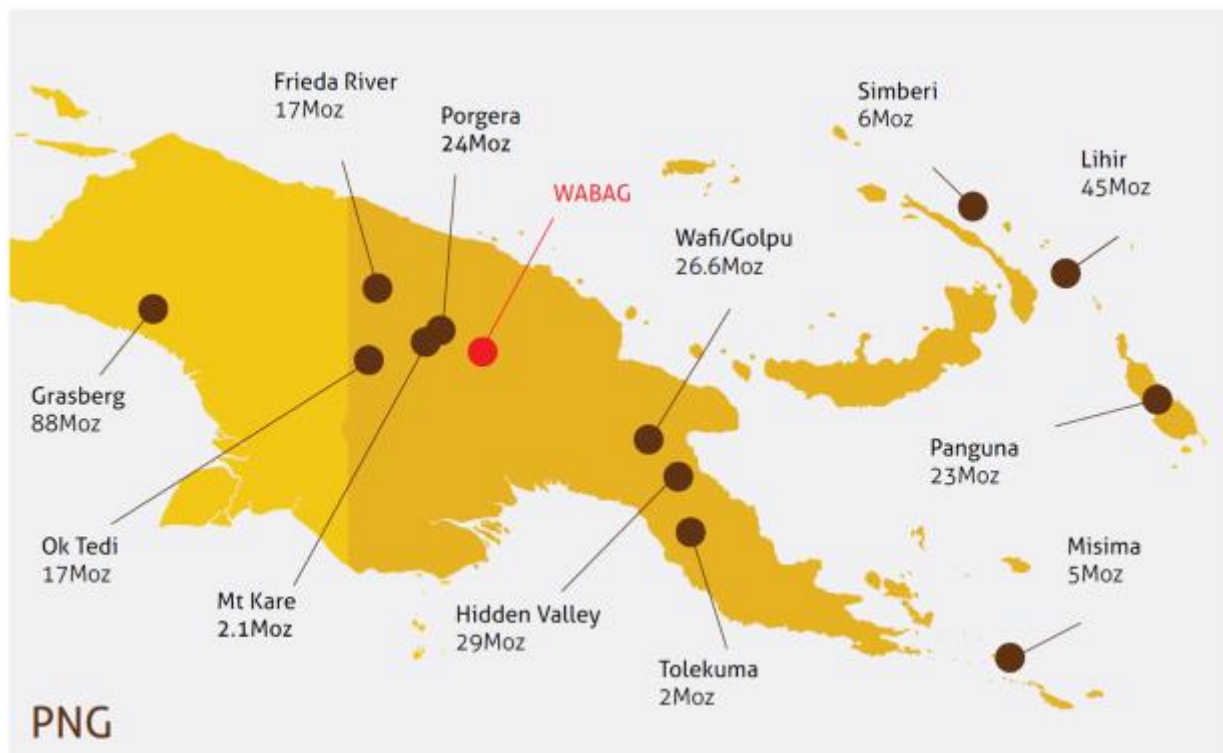 Frieda River
17Moz
Porgera
24Moz
WABAG
Simberi
6Moz
Lihir
45Moz
Wafi/Golpu
26.6Moz
Grasberg
88Moz
Panguna
23Moz
Ok Tedi
17Moz
Mt Kare
2.1Moz
Hidden Valley
29Moz
Tolekuma
2Moz
Misima
5Moz
PNG